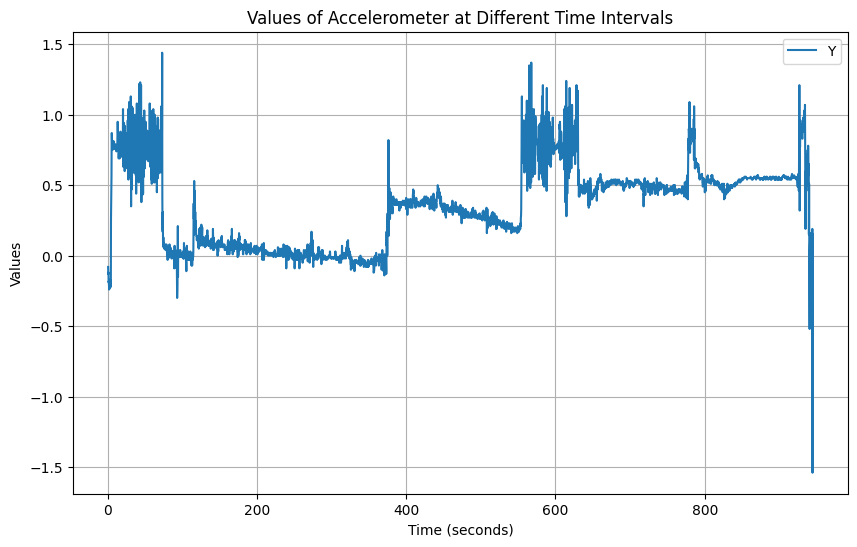 Values of Accelerometer at Different Time Intervals
Y
Values
1.5
1.0
0.5
0.0
−0.5
−1.0
−1.5
0 200 400 600 800
Time (seconds)